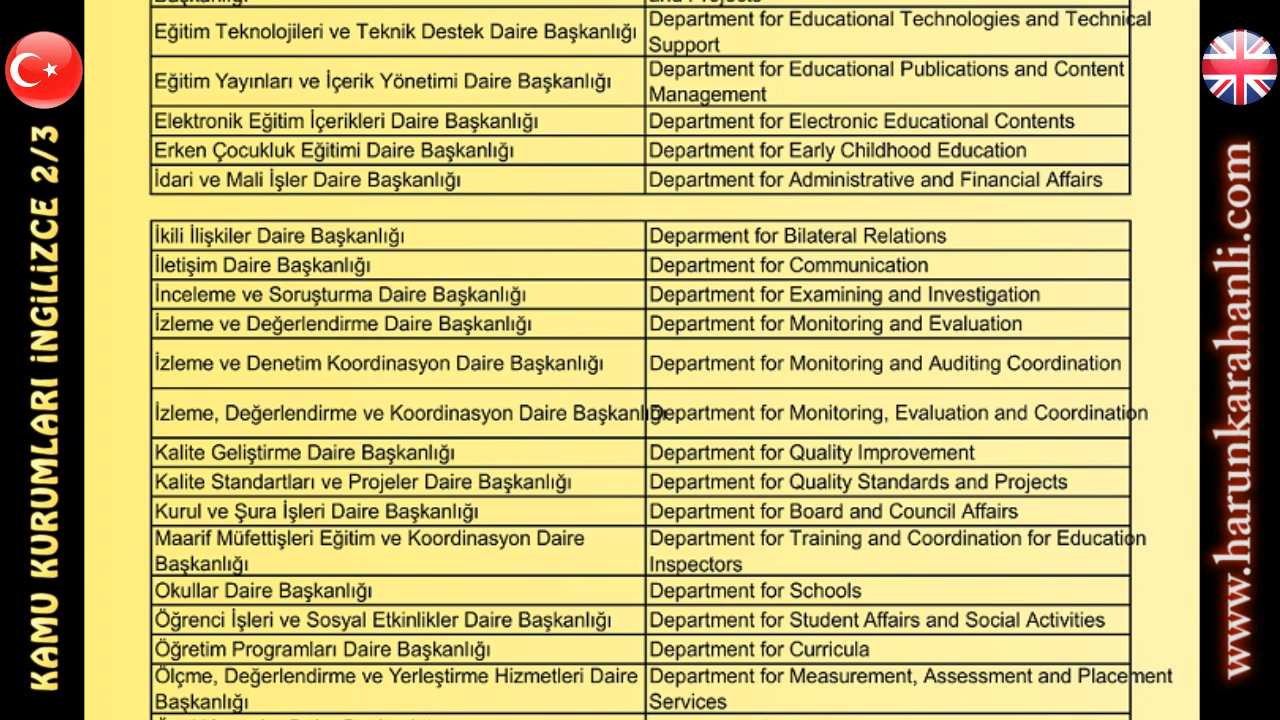 Başkanlığı
and Projects
Eğitim Teknolojileri ve Teknik Destek Daire Başkanlığı
Department for Educational Technologies and Technical
Support
Eğitim Yayınları ve İçerik Yönetimi Daire Başkanlığı
Department for Educational Publications and Content
Management
Elektronik Eğitim İçerikleri Daire Başkanlığı
Department for Electronic Educational Contents
Erken Çocukluk Eğitimi Daire Başkanlığı
Department for Early Childhood Education
İdari ve Mali İşler Daire Başkanlığı
Department for Administrative and Financial Affairs
İkili İlişkiler Daire Başkanlığı
Deparment for Bilateral Relations
İletişim Daire Başkanlığı
Department for Communication
İnceleme ve Soruşturma Daire Başkanlığı
Department for Examining and Investigation
İzleme ve Değerlendirme Daire Başkanlığı
Department for Monitoring and Evaluation
İzleme ve Denetim Koordinasyon Daire Başkanlığı
Department for Monitoring and Auditing Coordination
İzleme, Değerlendirme ve Koordinasyon Daire Başkanlığı
Department for Monitoring, Evaluation and Coordination
Kalite Geliştirme Daire Başkanlığı
Department for Quality Improvement
Kalite Standartları ve Projeler Daire Başkanlığı
Department for Quality Standards and Projects
Kurul ve Şura İşleri Daire Başkanlığı
Department for Board and Council Affairs
Maarif Müfettişleri Eğitim ve Koordinasyon Daire
Başkanlığı
Department for Training and Coordination for Education
Inspectors
Okullar Daire Başkanlığı
Department for Schools
Öğrenci İşleri ve Sosyal Etkinlikler Daire Başkanlığı
Department for Student Affairs and Social Activities
Öğretim Programları Daire Başkanlığı
Department for Curricula
Ölçme, Değerlendirme ve Yerleştirme Hizmetleri Daire
Başkanlığı
Department for Measurement, Assessment and Placement
Services
KAMU KURUMLARI İNGİLİZCE 2/3
www.harunkarahanli.com